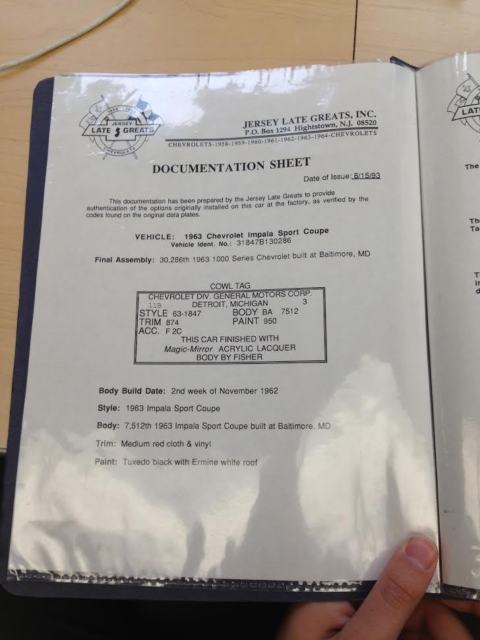 JERSEY
LATE GREATS
CHEVROLETS
JERSEY LATE GREATS, INC.
P.O. Box 1294 Hightstown, N.J. 08520
CHEVROLETS-1958-1959-1960-1961-1962-1963-1964-CHEVROLETS
DOCUMENTATION SHEET
Date of Issue: 8/15/93
This documentation has been prepared by the Jersey Late Greats to provide
authentication of the options originally installed on this car at the factory, as verified by the
codes found on the original data plates.
VEHICLE: 1963 Chevrolet Impala Sport Coupe
Vehicle Ident. No.: 31847B130286
Final Assembly: 30,286th 1963 1000 Series Chevrolet built at Baltimore, MD
COWL TAG
CHEVROLET DIV. GENERAL MOTORS CORP.
11B DETROIT, MICHIGAN 3
STYLE 63-1847 BODY BA 7512
TRIM 874 PAINT 950
ACC. F 2C
THIS CAR FINISHED WITH
Magic-Mirror ACRYLIC LACQUER
BODY BY FISHER
Body Build Date: 2nd week of November 1962
Style: 1963 Impala Sport Coupe
Body: 7,512th 1963 Impala Sport Coupe built at Baltimore, MD
Trim: Medium red cloth & vinyl
Paint: Tuxedo black with Ermine white roof
LAT
The
Th
Ta
T
in
d